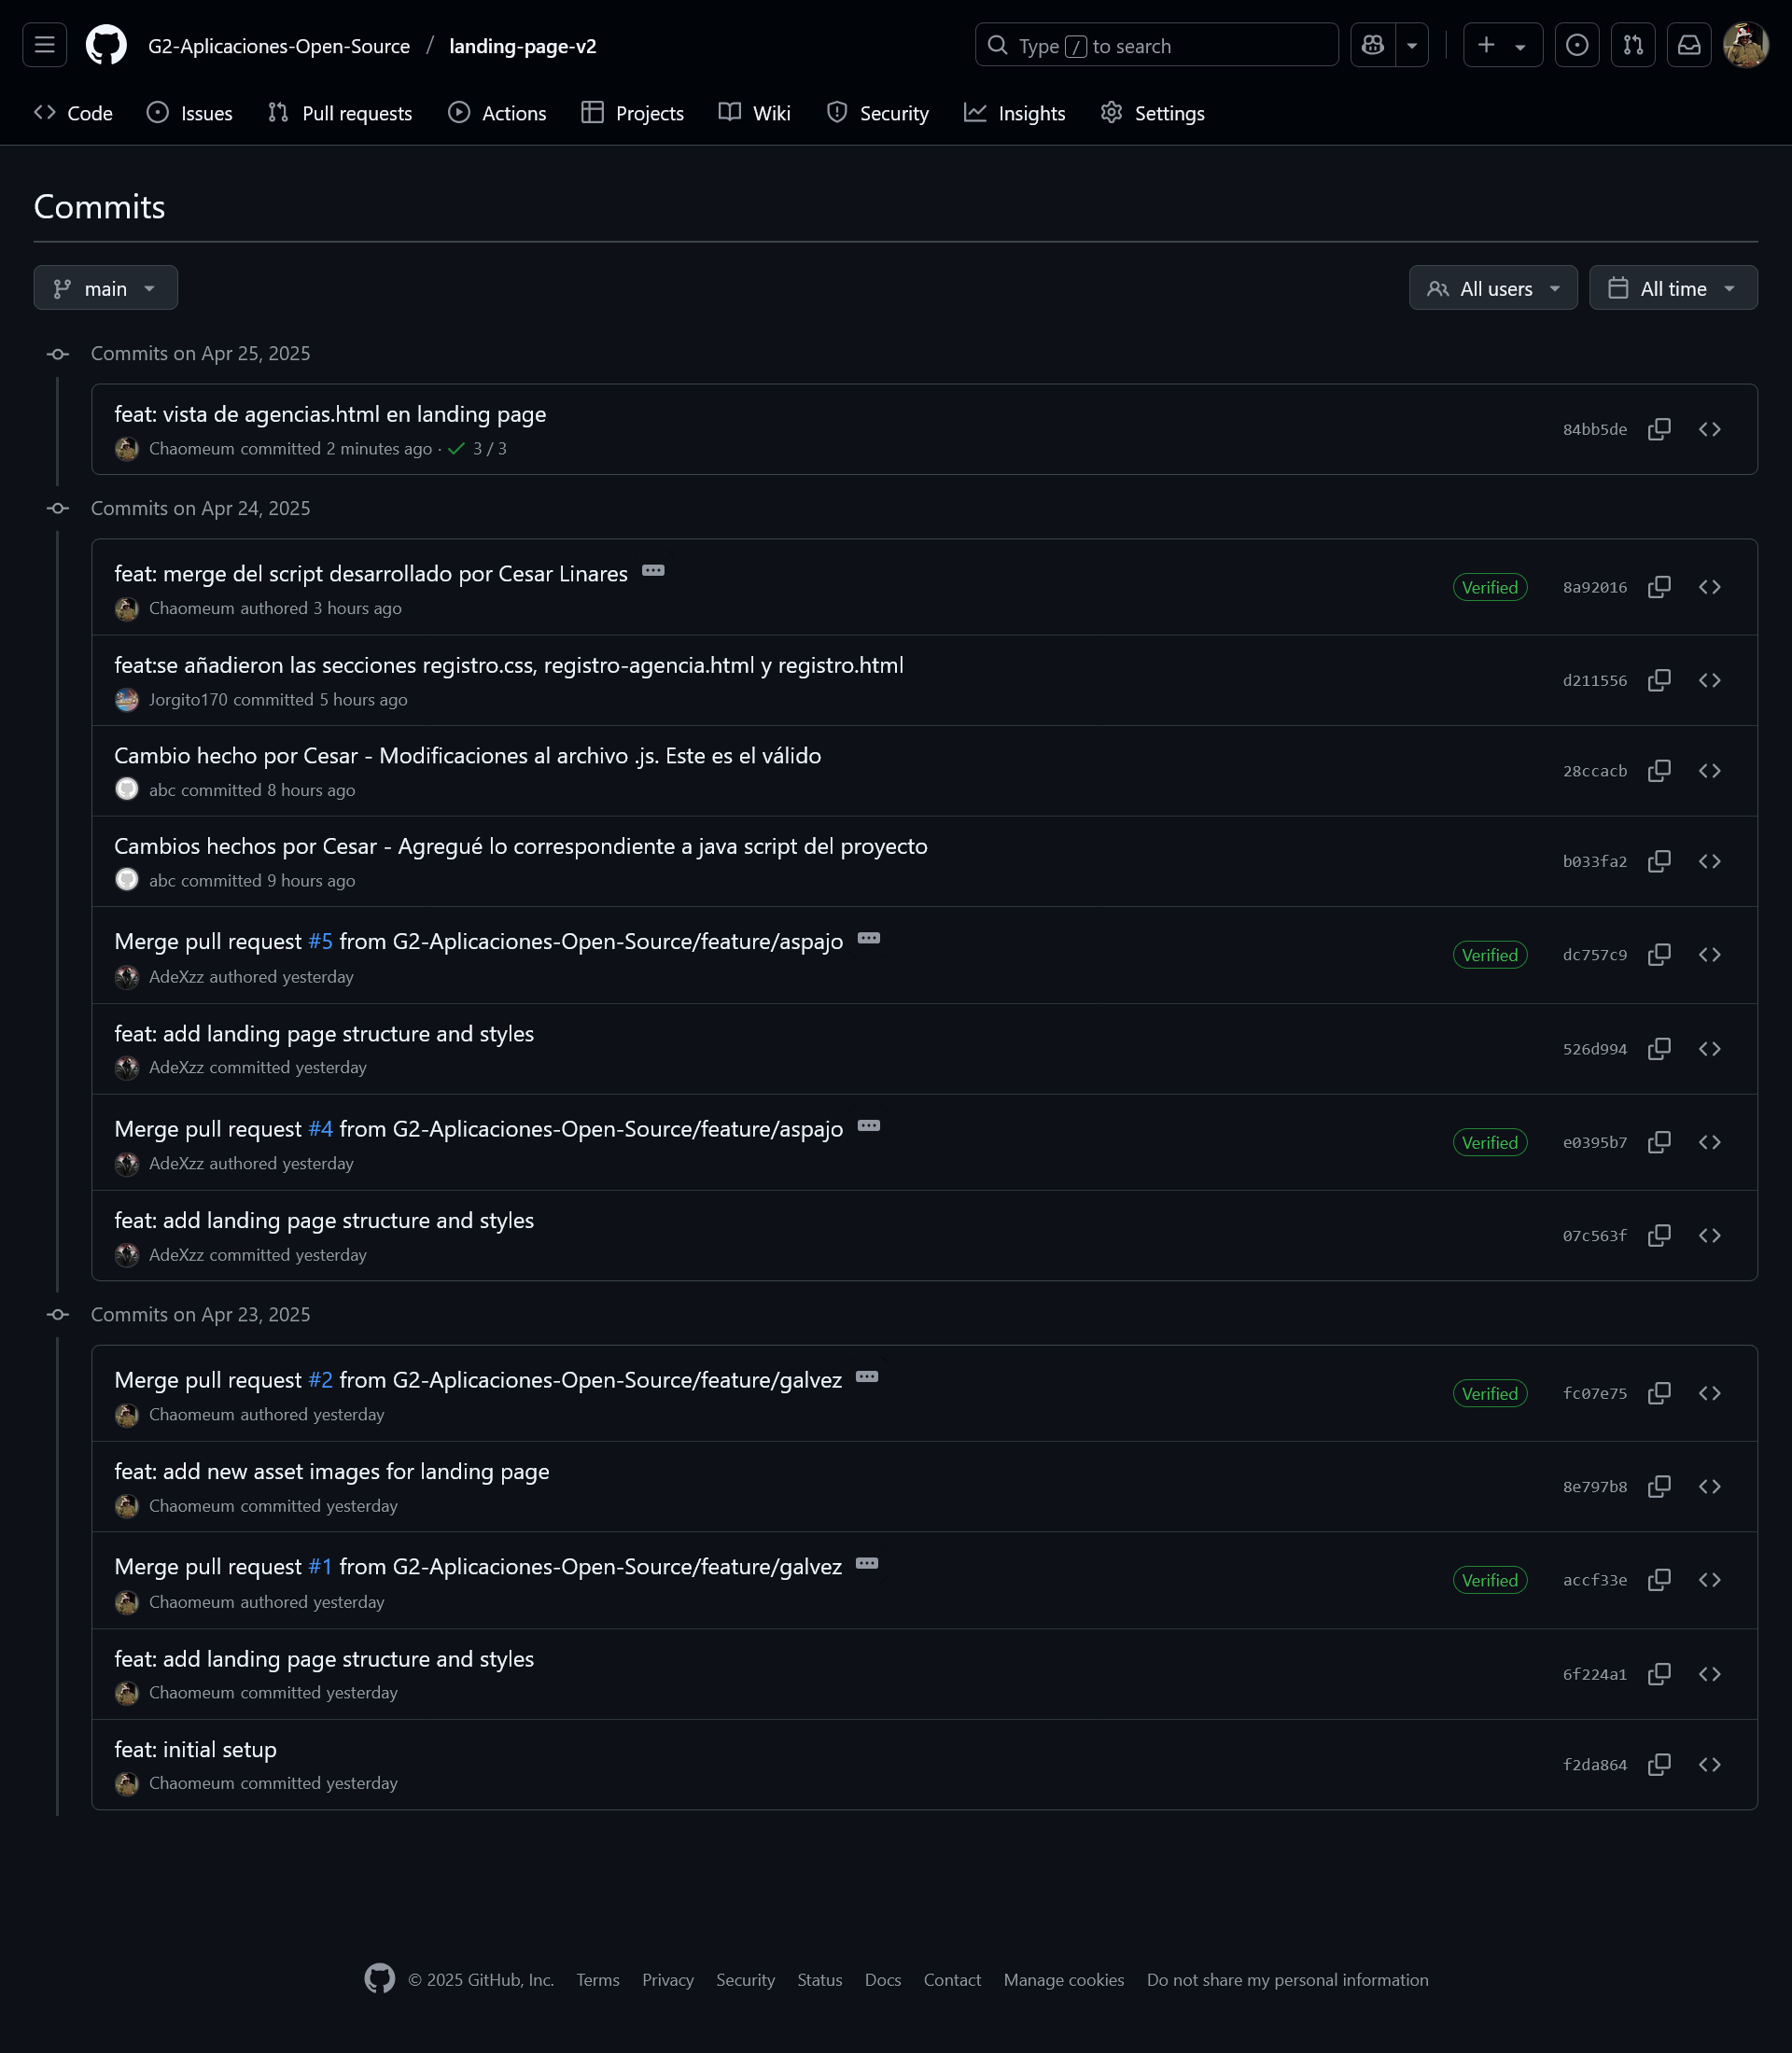 G2-Aplicaciones-Open-Source / landing-page-v2
Type / to search
Code Issues Pull requests Actions Projects Wiki Security Insights Settings
Commits
main
All users All time
Commits on Apr 25, 2025
feat: vista de agencias.html en landing page
Chaomeum committed 2 minutes ago · 3 / 3
84bb5de
Commits on Apr 24, 2025
feat: merge del script desarrollado por Cesar Linares
Chaomeum authored 3 hours ago
Verified 8a92016
feat:se añadieron las secciones registro.css, registro-agencia.html y registro.html
Jorgito170 committed 5 hours ago
d211556
Cambio hecho por Cesar - Modificaciones al archivo .js. Este es el válido
abc committed 8 hours ago
28ccacb
Cambios hechos por Cesar - Agregué lo correspondiente a java script del proyecto
abc committed 9 hours ago
b033fa2
Merge pull request #5 from G2-Aplicaciones-Open-Source/feature/aspajo
AdeXzz authored yesterday
Verified dc757c9
feat: add landing page structure and styles
AdeXzz committed yesterday
526d994
Merge pull request #4 from G2-Aplicaciones-Open-Source/feature/aspajo
AdeXzz authored yesterday
Verified e0395b7
feat: add landing page structure and styles
AdeXzz committed yesterday
07c563f
Commits on Apr 23, 2025
Merge pull request #2 from G2-Aplicaciones-Open-Source/feature/galvez
Chaomeum authored yesterday
Verified fc07e75
feat: add new asset images for landing page
Chaomeum committed yesterday
8e797b8
Merge pull request #1 from G2-Aplicaciones-Open-Source/feature/galvez
Chaomeum authored yesterday
Verified accf33e
feat: add landing page structure and styles
Chaomeum committed yesterday
6f224a1
feat: initial setup
Chaomeum committed yesterday
f2da864
© 2025 GitHub, Inc. Terms Privacy Security Status Docs Contact Manage cookies Do not share my personal information